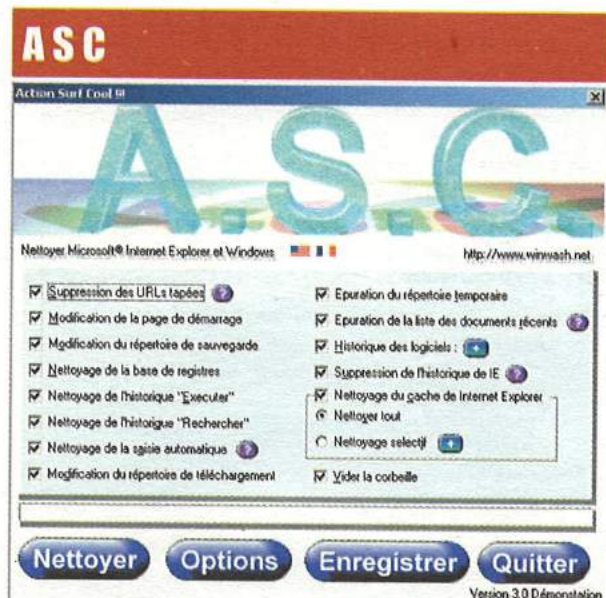 ASC
Action Surf Cool 9!
A.S.C.
Nettoyer Microsoft® Internet Explorer et Windows
http://www.winwash.net
Suppression des URLs tapées ?
Modification de la page de démarrage
Modification du répertoire de sauvegarde
Nettoyage de la base de registres
Nettoyage de l'historique "Executer"
Nettoyage de l'historique "Rechercher"
Nettoyage de la saisie automatique ?
Modification du répertoire de téléchargement
Epuration du répertoire temporaire
Epuration de la liste des documents récents ?
Historique des logiciels : +
Suppression de l'historique de IE ?
Nettoyage du cache de Internet Explorer
Nettoyer tout
Nettoyage selectif +
Vider la corbeille
Nettoyer
Options
Enregistrer
Quitter
Version 3.0 Démonstation